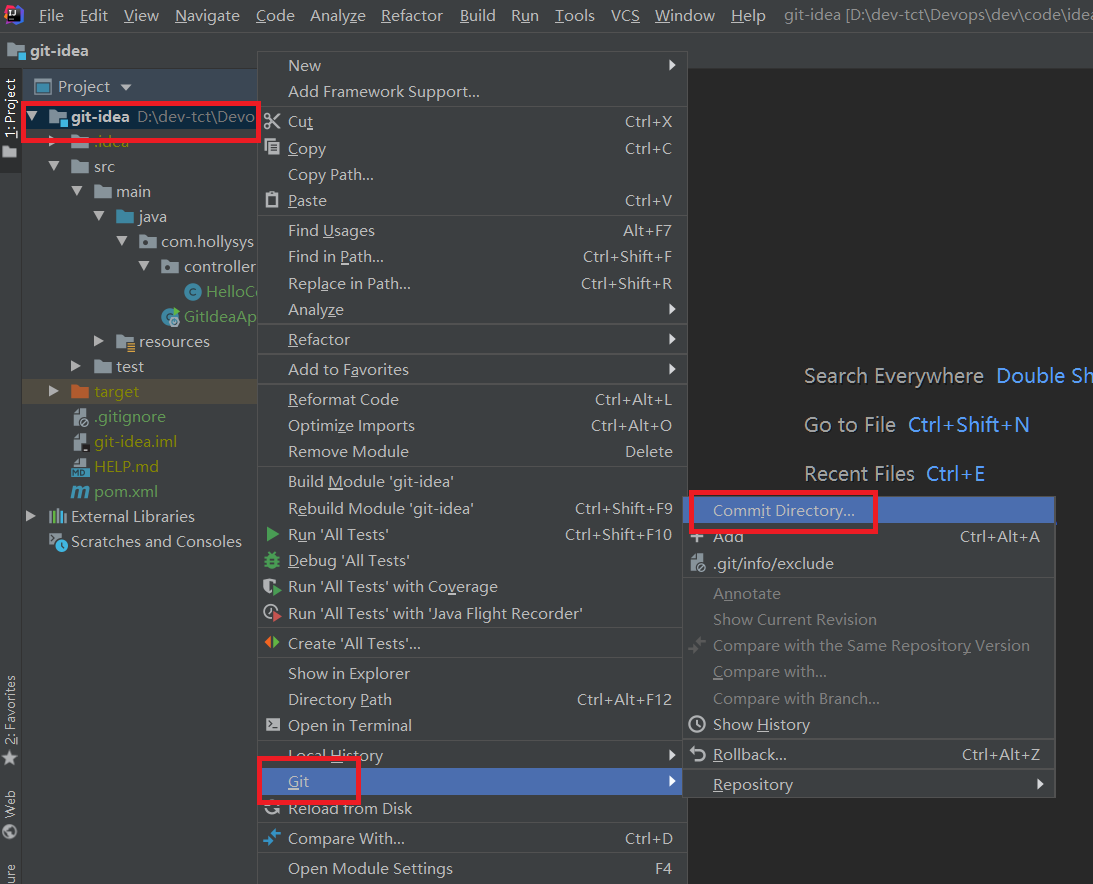 File Edit View Navigate Code Analyze Refactor Build Run Tools VCS Window Help git-idea [D:\dev-tct\Devops\dev\code\idea
git-idea
1: Project
Project
git-idea D:\dev-tct\Devo
.idea
src
main
java
com.hollysys
controller
HelloCo
GitIdeaAp
resources
test
target
.gitignore
git-idea.iml
HELP.md
pom.xml
External Libraries
Scratches and Consoles
2: Favorites
Web
New
Add Framework Support...
Cut Ctrl+X
Copy Ctrl+C
Copy Path...
Paste Ctrl+V
Find Usages Alt+F7
Find in Path... Ctrl+Shift+F
Replace in Path... Ctrl+Shift+R
Analyze
Refactor
Add to Favorites
Reformat Code Ctrl+Alt+L
Optimize Imports Ctrl+Alt+O
Remove Module Delete
Build Module 'git-idea'
Rebuild Module 'git-idea' Ctrl+Shift+F9
Run 'All Tests' Ctrl+Shift+F10
Debug 'All Tests'
Run 'All Tests' with Coverage
Run 'All Tests' with 'Java Flight Recorder'
Create 'All Tests'...
Show in Explorer
Directory Path Ctrl+Alt+F12
Open in Terminal
Local History
Git
Reload from Disk
Compare With... Ctrl+D
Open Module Settings F4
Search Everywhere Double Sh
Go to File Ctrl+Shift+N
Recent Files Ctrl+E
Commit Directory...
Add Ctrl+Alt+A
.git/info/exclude
Annotate
Show Current Revision
Compare with the Same Repository Version
Compare with...
Compare with Branch...
Show History
Rollback... Ctrl+Alt+Z
Repository